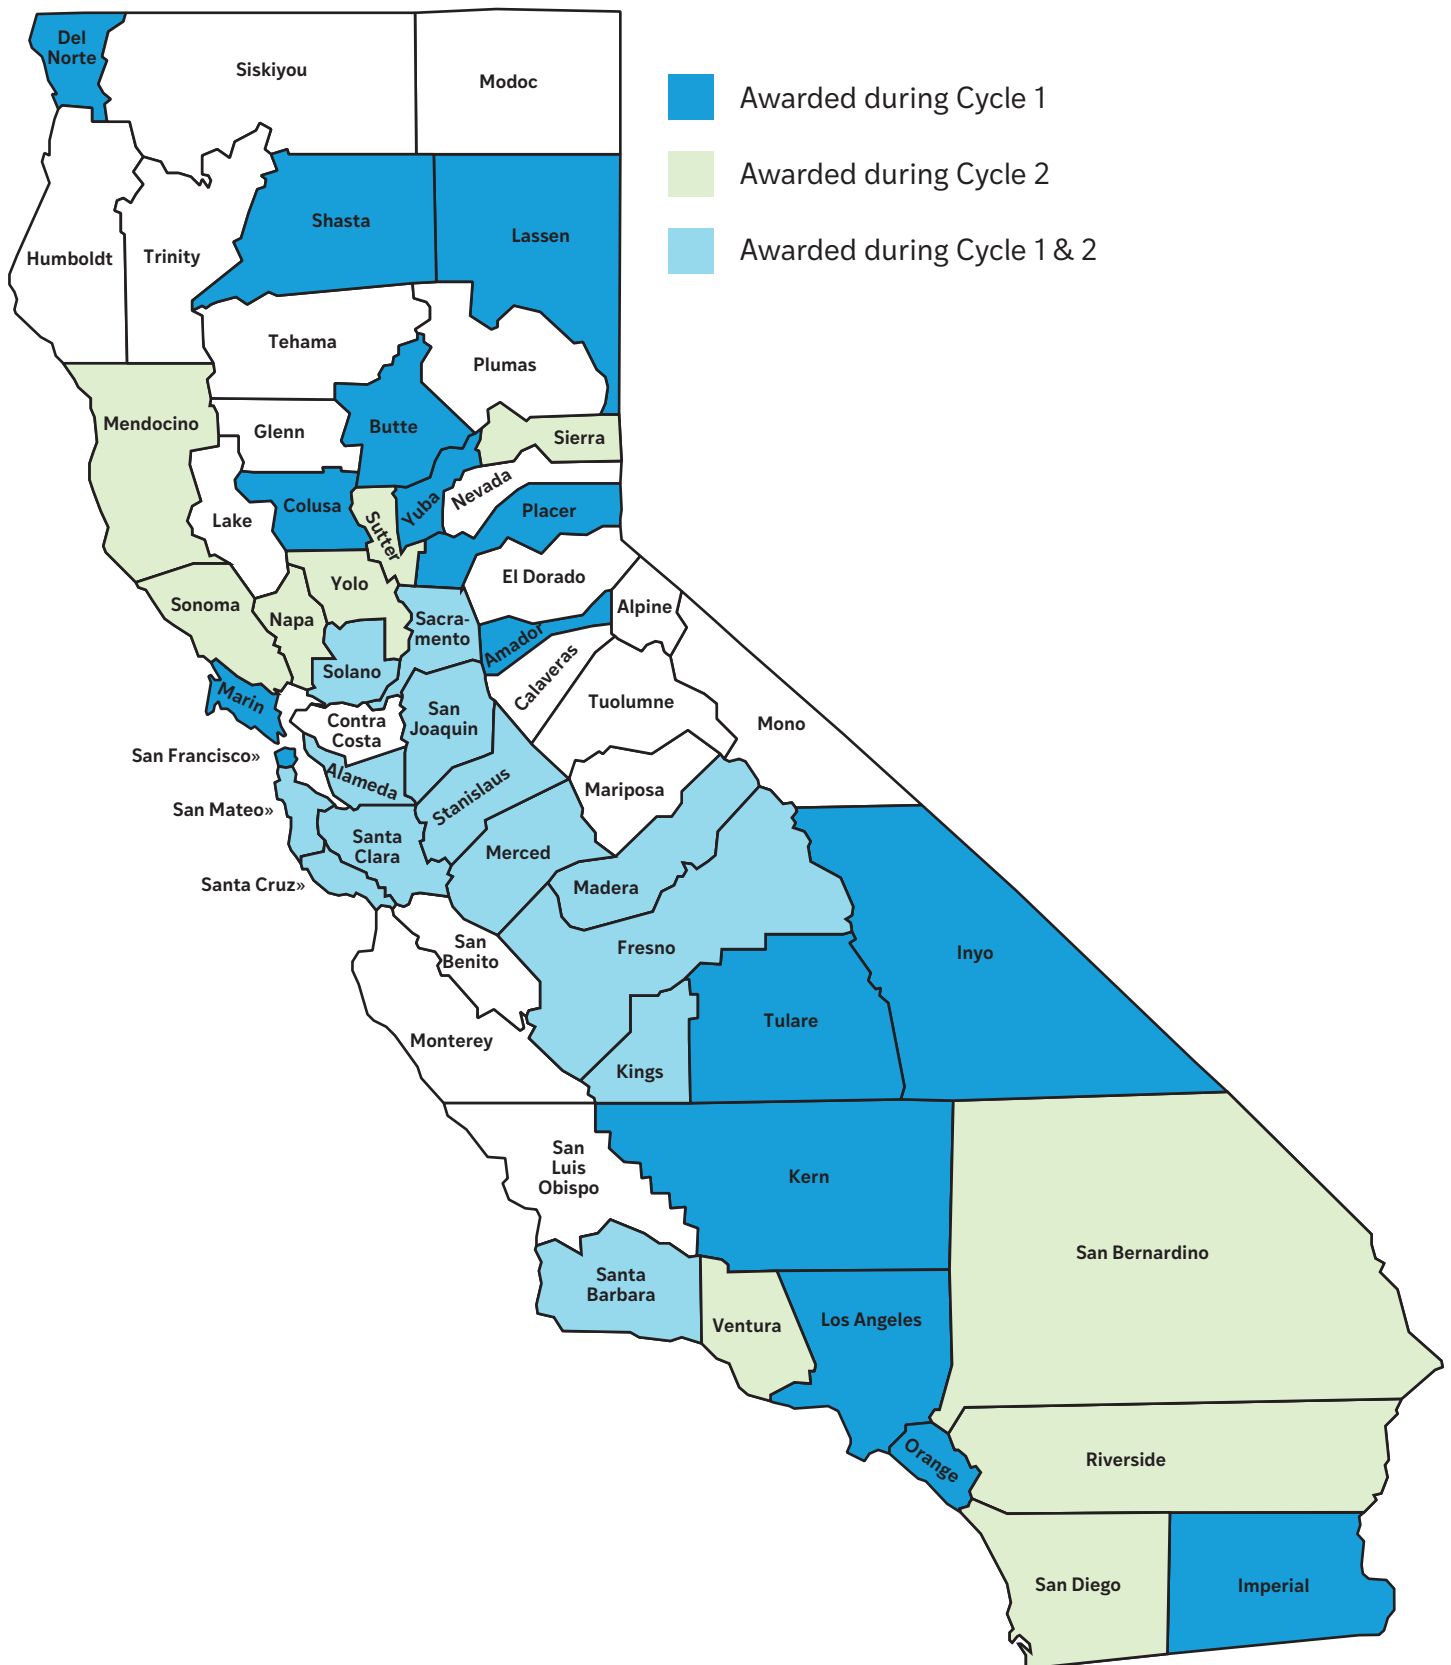 Del
Norte
Siskiyou
Modoc
Awarded during Cycle 1
Awarded during Cycle 2
Awarded during Cycle 1 & 2
Shasta
Lassen
Humboldt
Trinity
Tehama
Plumas
Mendocino
Glenn
Butte
Sierra
Lake
Colusa
Sutter
Yuba
Nevada
Placer
Sonoma
Napa
Yolo
El Dorado
Alpine
Sacra-
mento
Amador
Solano
Calaveras
Marin
Contra
Costa
San
Joaquin
Tuolumne
Mono
San Francisco»
Alameda
Stanislaus
Mariposa
San Mateo»
Santa
Clara
Merced
Santa Cruz»
Madera
San
Benito
Fresno
Inyo
Monterey
Kings
Tulare
San
Luis
Obispo
Kern
San Bernardino
Santa
Barbara
Ventura
Los Angeles
Orange
Riverside
San Diego
Imperial